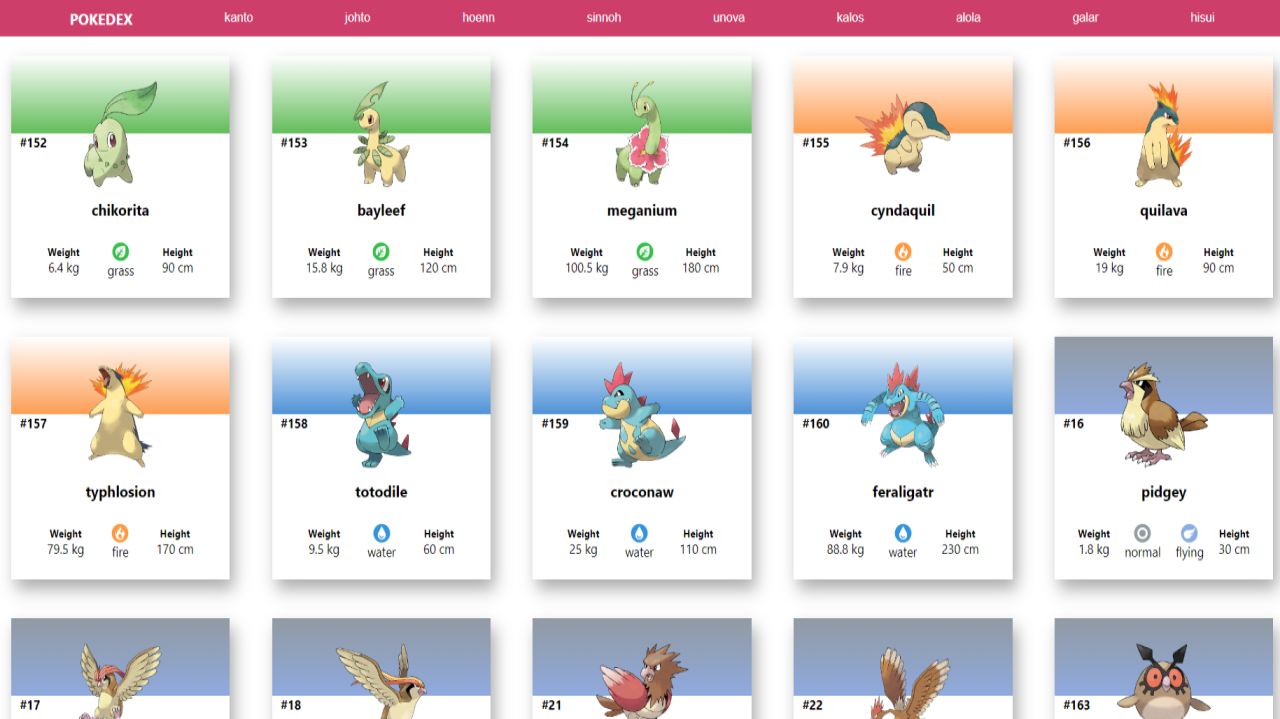 POKEDEX kanto johto hoenn sinnoh unova kalos alola galar hisui
#152 #153 #154 #155 #156
chikorita bayleef meganium cyndaquil quilava
Weight Height Weight Height Weight Height Weight Height Weight Height
6.4 kg grass 90 cm 15.8 kg grass 120 cm 100.5 kg grass 180 cm 7.9 kg fire 50 cm 19 kg fire 90 cm
#157 #158 #159 #160 #16
typhlosion totodile croconaw feraligatr pidgey
Weight Height Weight Height Weight Height Weight Height Weight Height
79.5 kg fire 170 cm 9.5 kg water 60 cm 25 kg water 110 cm 88.8 kg water 230 cm 1.8 kg normal flying 30 cm
#17 #18 #21 #22 #163